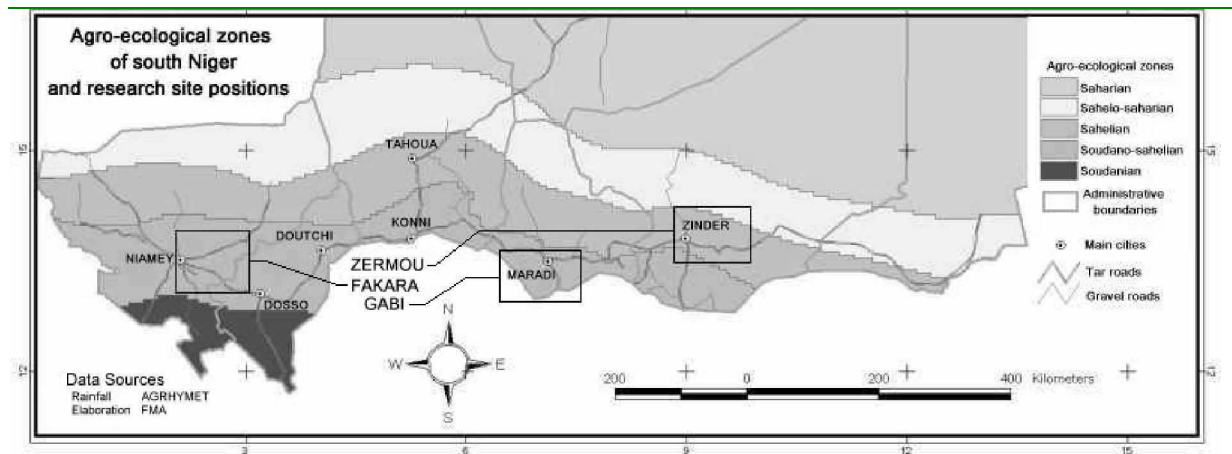 Agro-ecological zones
of south Niger
and research site positions
Agro-ecological zones
Saharian
Sahelo-saharian
Sahelian
Soudano-sahelian
Soudanian
Administrative
boundaries
Main cities
Tar roads
Gravel roads
15
15
TAHOUA
KONNI
DOUTCHI
ZINDER
NIAMEY
MARADI
DOSSO
ZERMOU
FAKARA
GABI
N
W
E
S
12
12
Data Sources
Rainfall AGRHYMET
Elaboration FMA
200 0 200 400 Kilometers
3 6 9 12 15